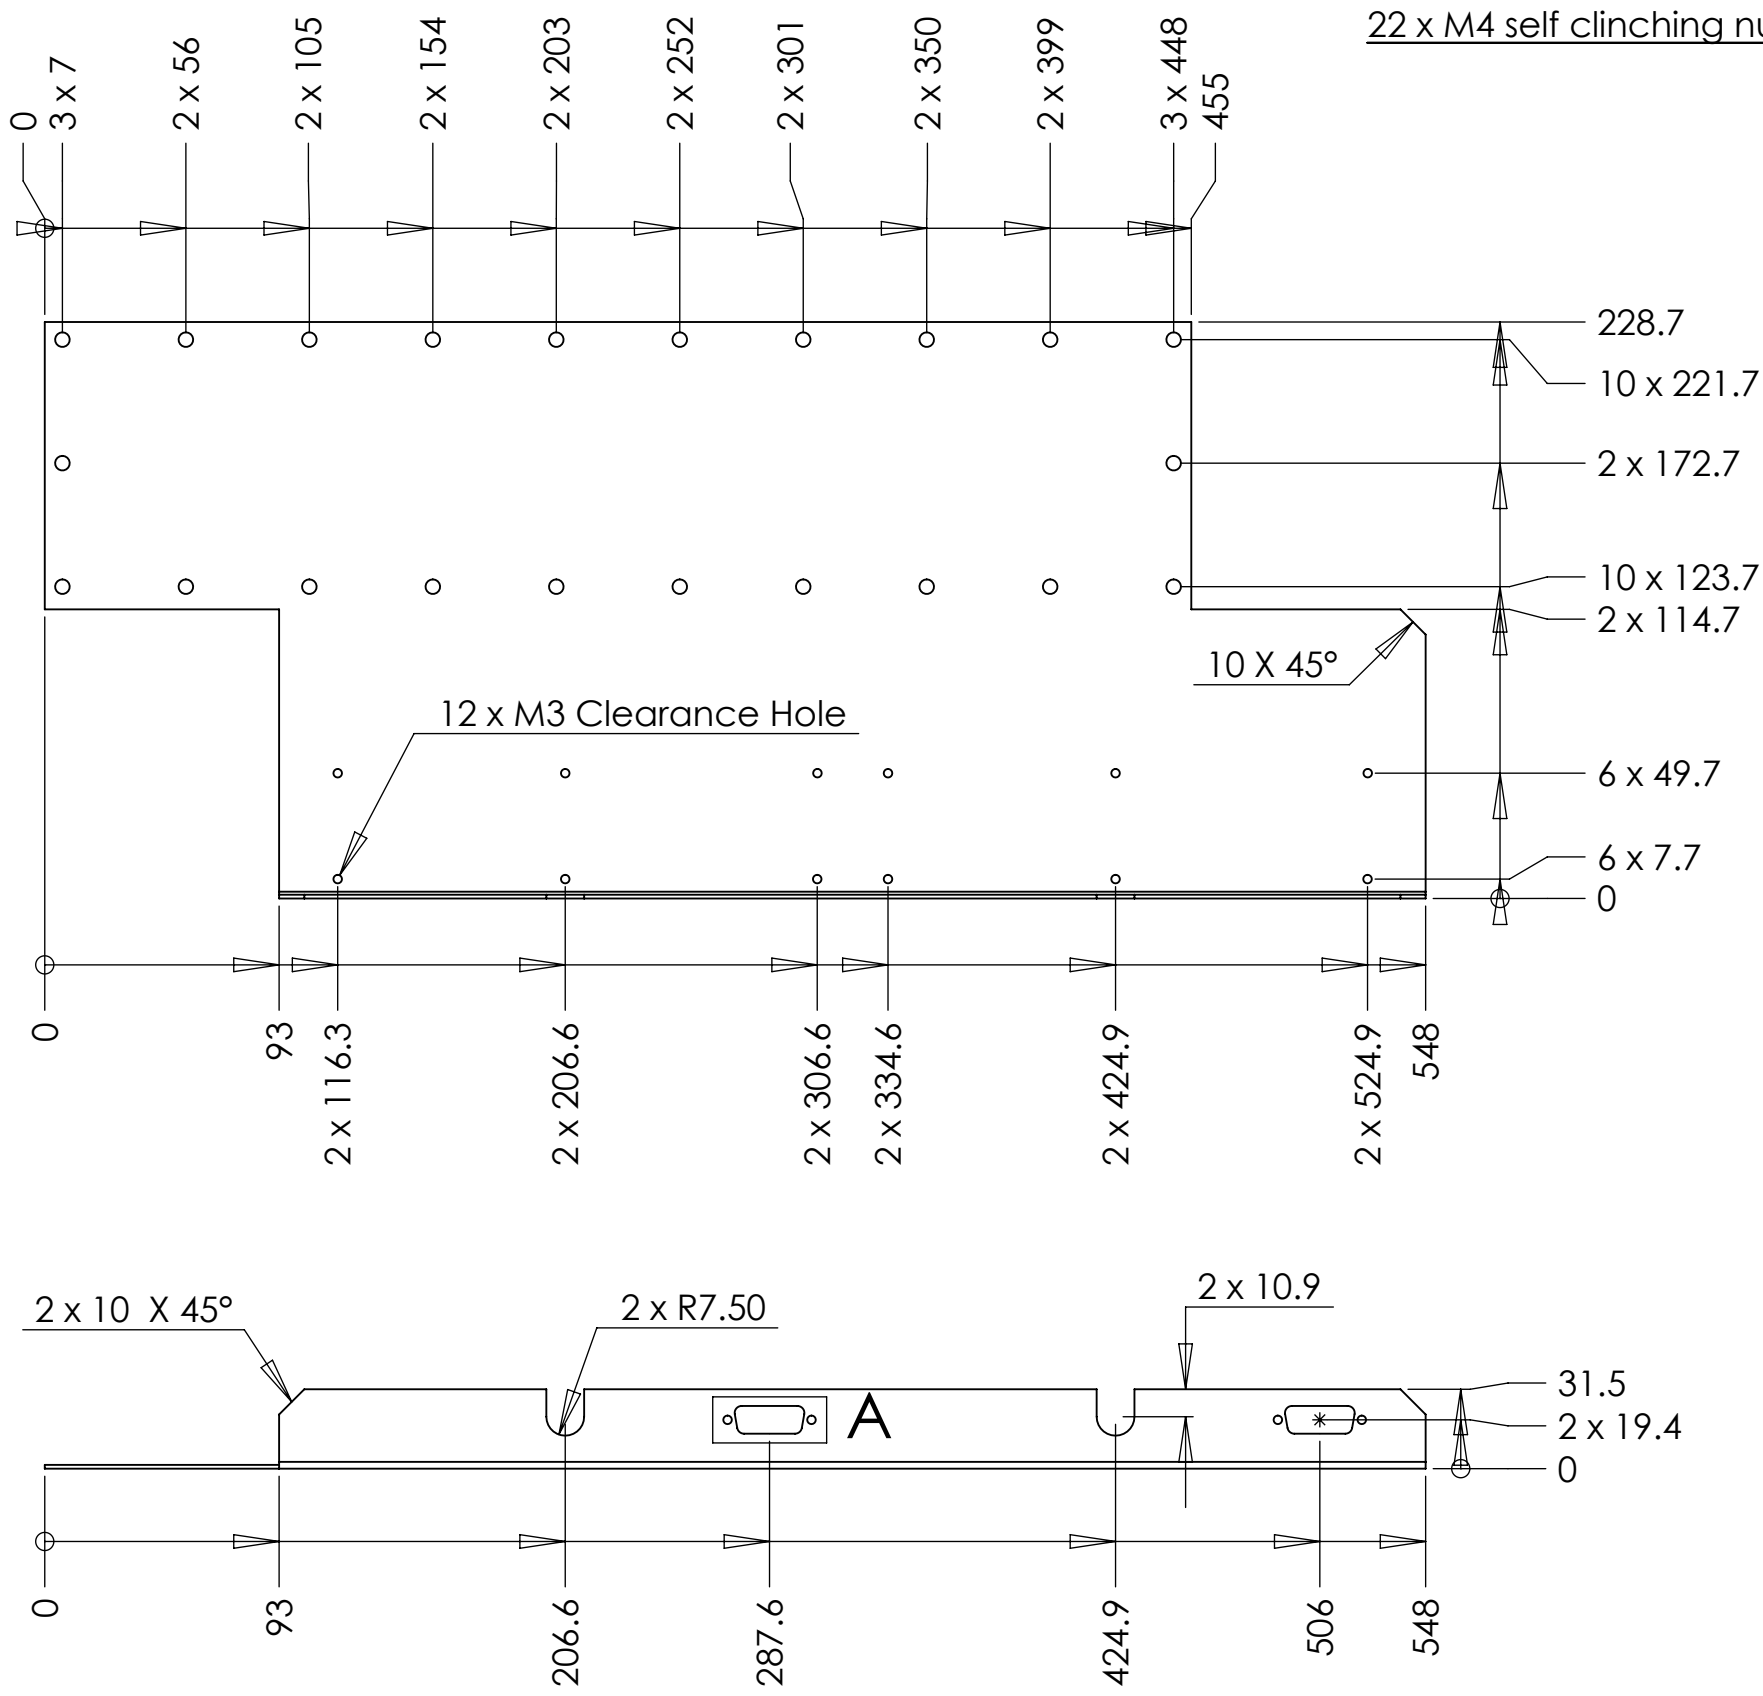 22 x M4 self clinching
0
3 x 7
2 x 56
2 x 105
2 x 154
2 x 203
2 x 252
2 x 301
2 x 350
2 x 399
3 x 448
455
228.7
10 x 221.7
2 x 172.7
10 x 123.7
2 x 114.7
10 X 45°
12 x M3 Clearance Hole
6 x 49.7
6 x 7.7
0
0
93
2 x 116.3
2 x 206.6
2 x 306.6
2 x 334.6
2 x 424.9
2 x 524.9
548
2 x 10 X 45°
2 x R7.50
2 x 10.9
A
31.5
2 x 19.4
0
0
93
206.6
287.6
424.9
506
548